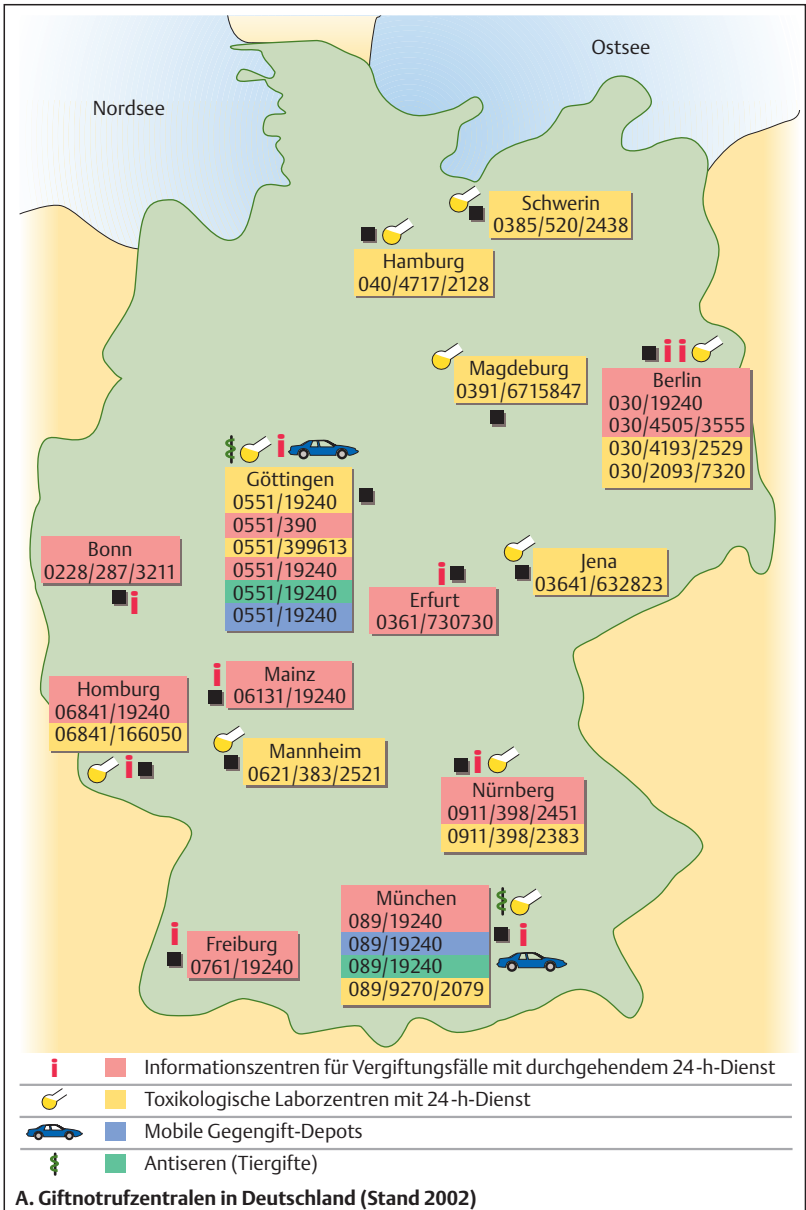 Ostsee
Nordsee
Schwerin
0385/520/2438
Hamburg
040/4717/2128
Magdeburg
0391/6715847
Berlin
030/19240
030/4505/3555
030/4193/2529
030/2093/7320
Göttingen
0551/19240
0551/390
0551/399613
0551/19240
0551/19240
0551/19240
Bonn
0228/287/3211
Jena
03641/632823
Erfurt
0361/730730
Mainz
06131/19240
Homburg
06841/19240
06841/166050
Mannheim
0621/383/2521
Nürnberg
0911/398/2451
0911/398/2383
München
089/19240
089/19240
089/19240
089/9270/2079
Freiburg
0761/19240
i Informationszentren für Vergiftungsfälle mit durchgehendem 24-h-Dienst
Toxikologische Laborzentren mit 24-h-Dienst
Mobile Gegengift-Depots
Antiseren (Tiergifte)
A. Giftnotrufzentralen in Deutschland (Stand 2002)